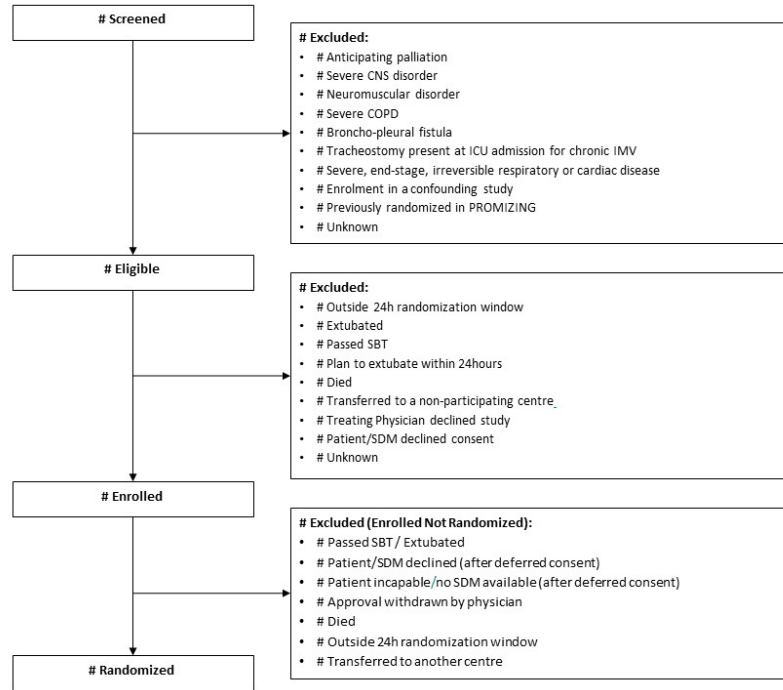 # Screened
# Excluded:
• # Anticipating palliation
• # Severe CNS disorder
• # Neuromuscular disorder
• # Severe COPD
• # Broncho-pleural fistula
• # Tracheostomy present at ICU admission for chronic IMV
• # Severe, end-stage, irreversible respiratory or cardiac disease
• # Enrolment in a confounding study
• # Previously randomized in PROMIZING
• # Unknown
# Eligible
# Excluded:
• # Outside 24h randomization window
• # Extubated
• # Passed SBT
• # Plan to extubate within 24hours
• # Died
• # Transferred to a non-participating centre
• # Treating Physician declined study
• # Patient/SDM declined consent
• # Unknown
# Enrolled
# Excluded (Enrolled Not Randomized):
• # Passed SBT / Extubated
• # Patient/SDM declined (after deferred consent)
• # Patient incapable/no SDM available (after deferred consent)
• # Approval withdrawn by physician
• # Died
• # Outside 24h randomization window
• # Transferred to another centre
# Randomized